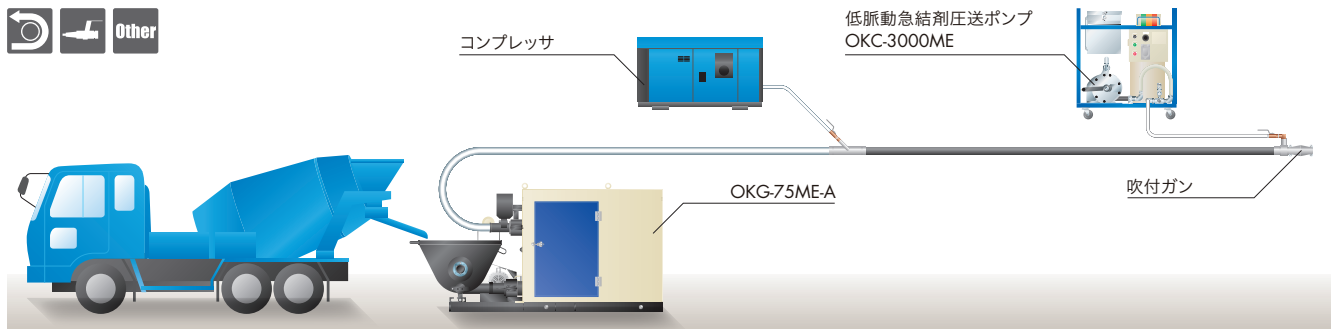 Other
コンプレッサ
低脈動急結剤圧送ポンプ
OKC-3000ME
OKG-75ME-A
吹付ガン